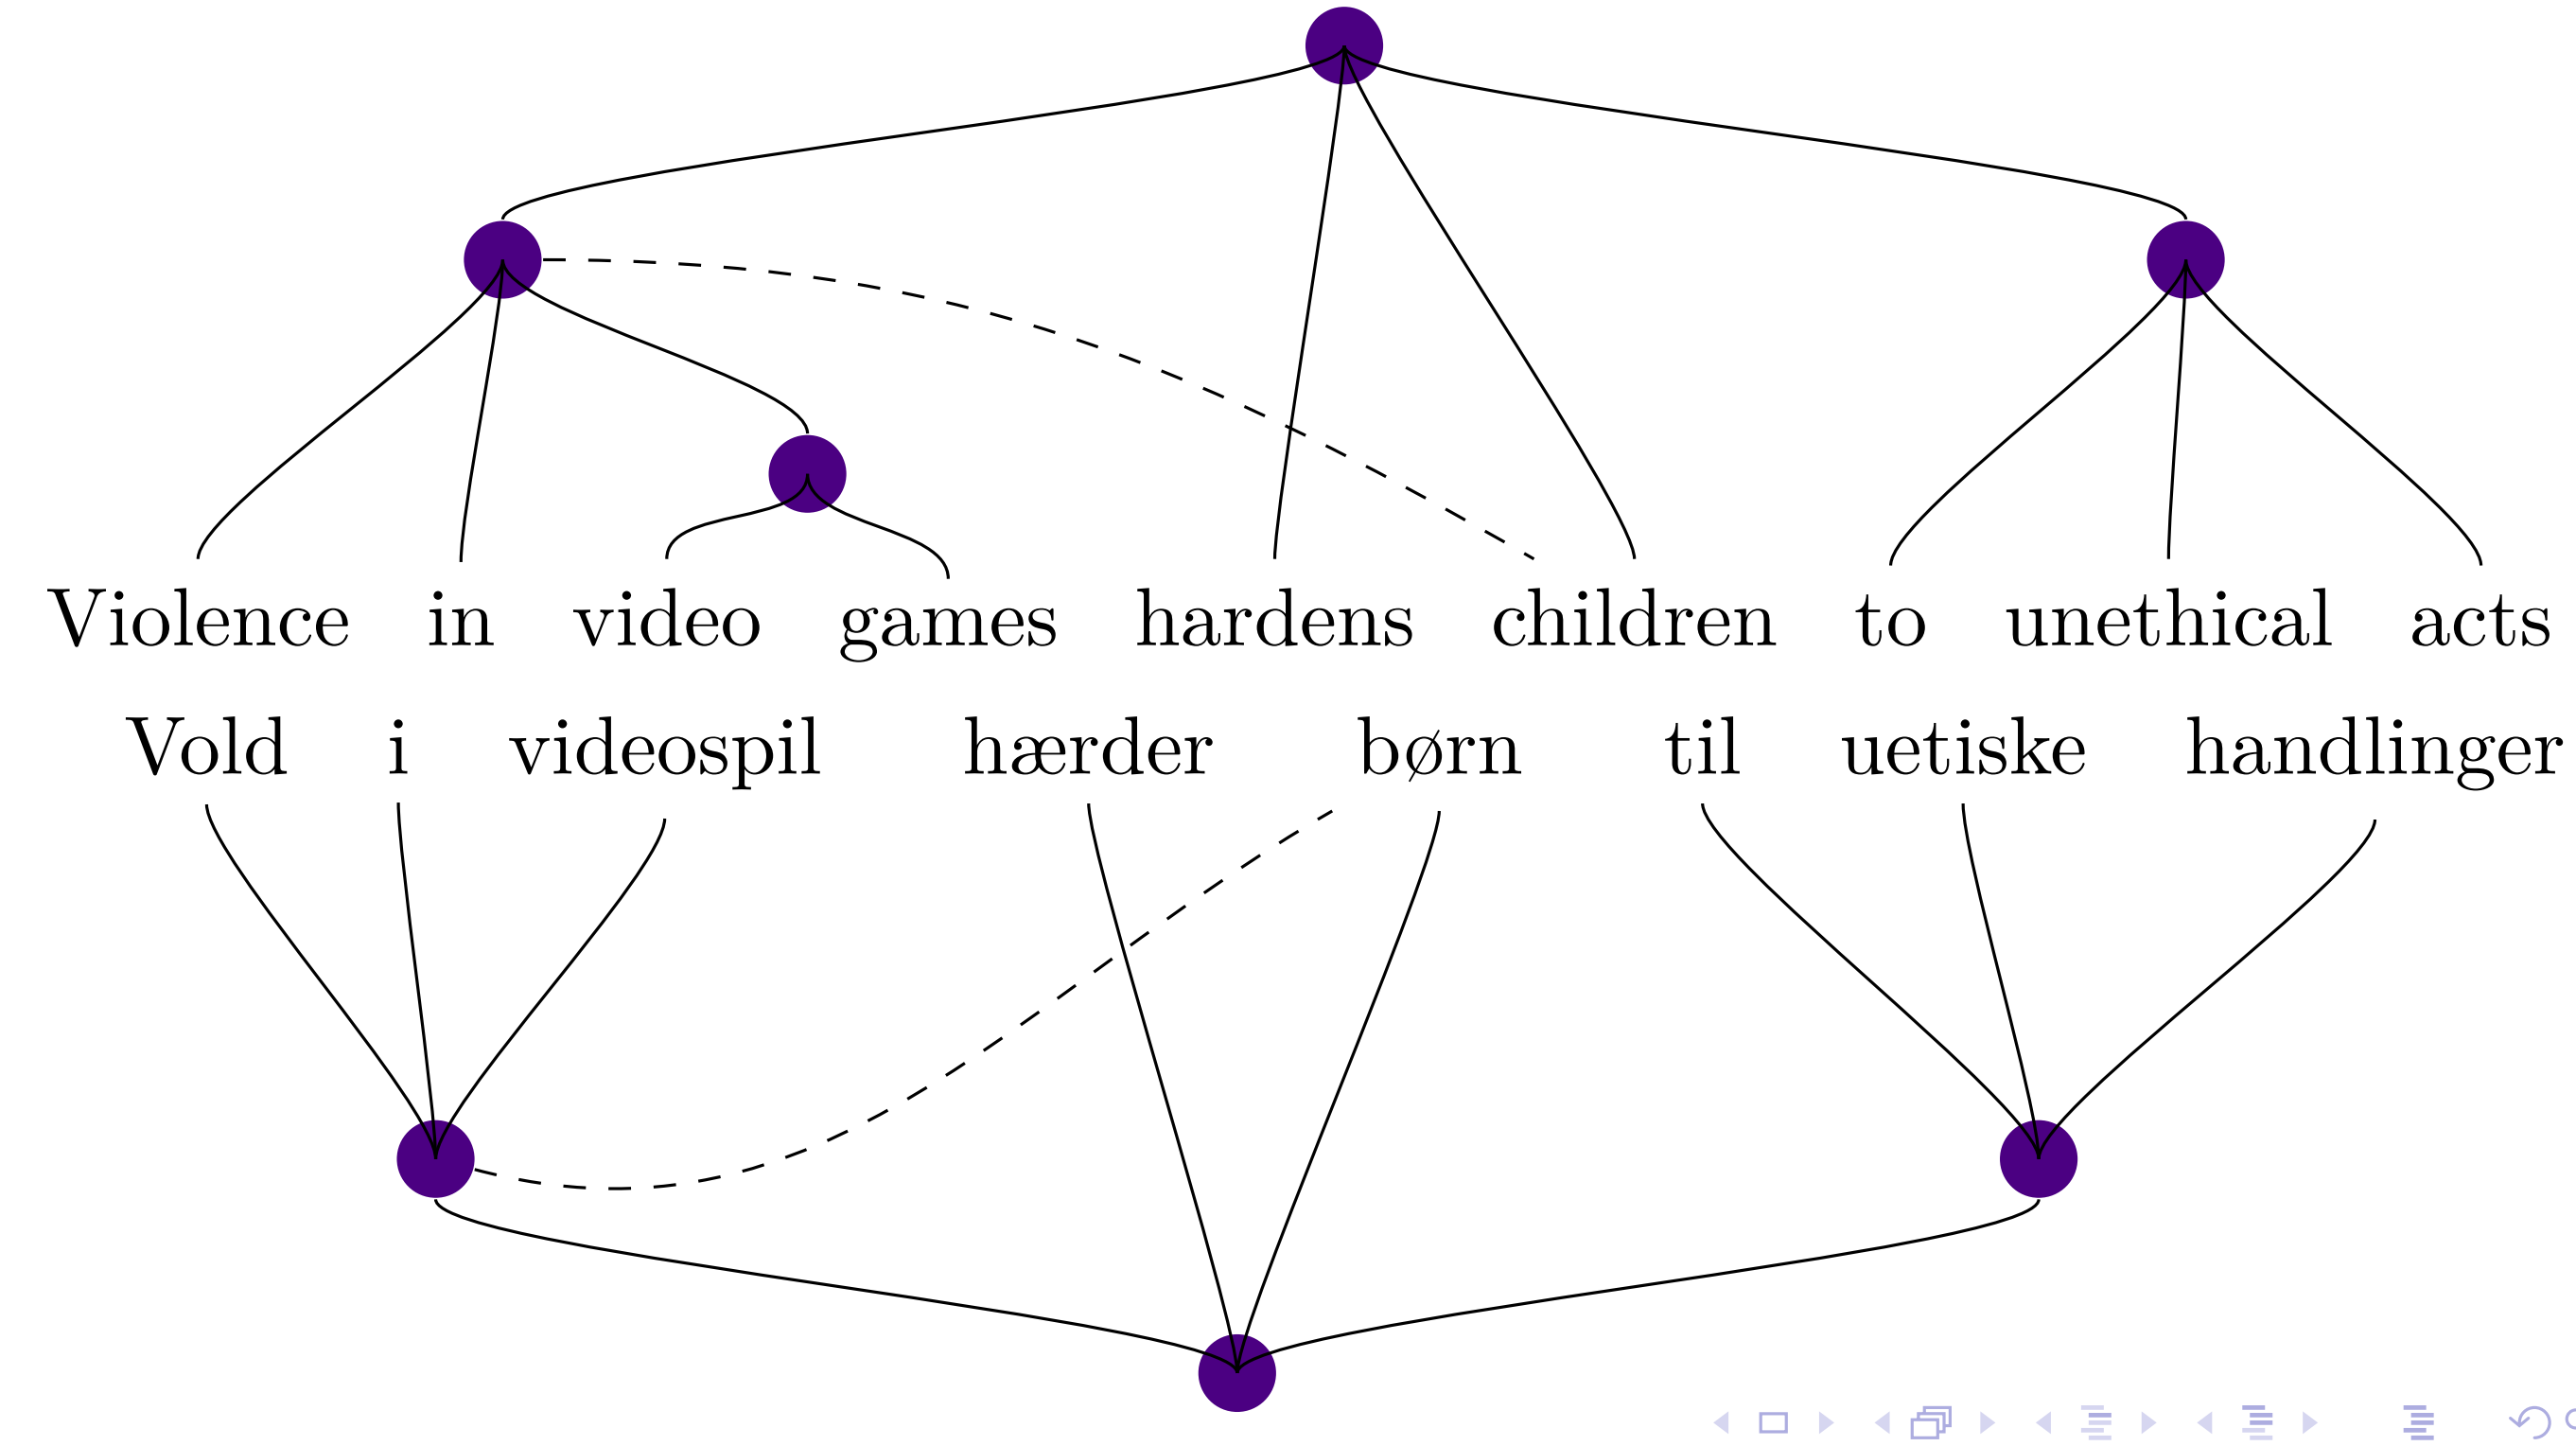 Violence in video games hardens children to unethical acts
Vold i videospil hærder børn til uetiske handlinger